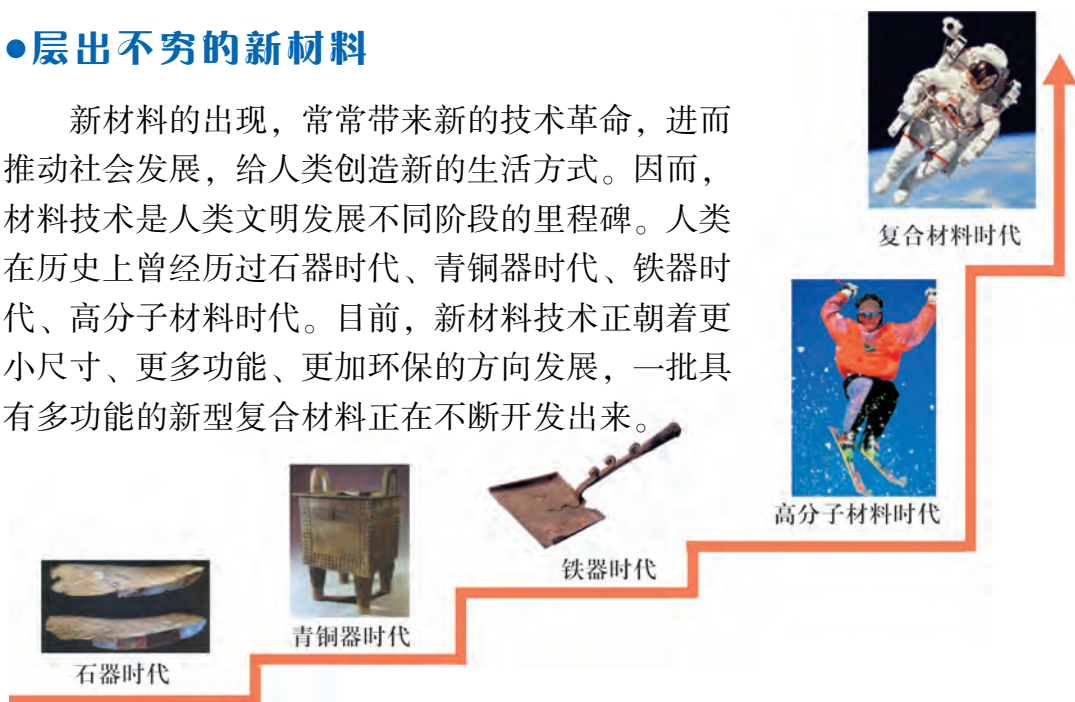 ●层出不穷的新材料
新材料的出现，常常带来新的技术革命，进而
推动社会发展，给人类创造新的生活方式。因而，
材料技术是人类文明发展不同阶段的里程碑。人类
在历史上曾经历过石器时代、青铜器时代、铁器时
代、高分子材料时代。目前，新材料技术正朝着更
小尺寸、更多功能、更加环保的方向发展，一批具
有多功能的新型复合材料正在不断开发出来。
复合材料时代
高分子材料时代
铁器时代
青铜器时代
石器时代